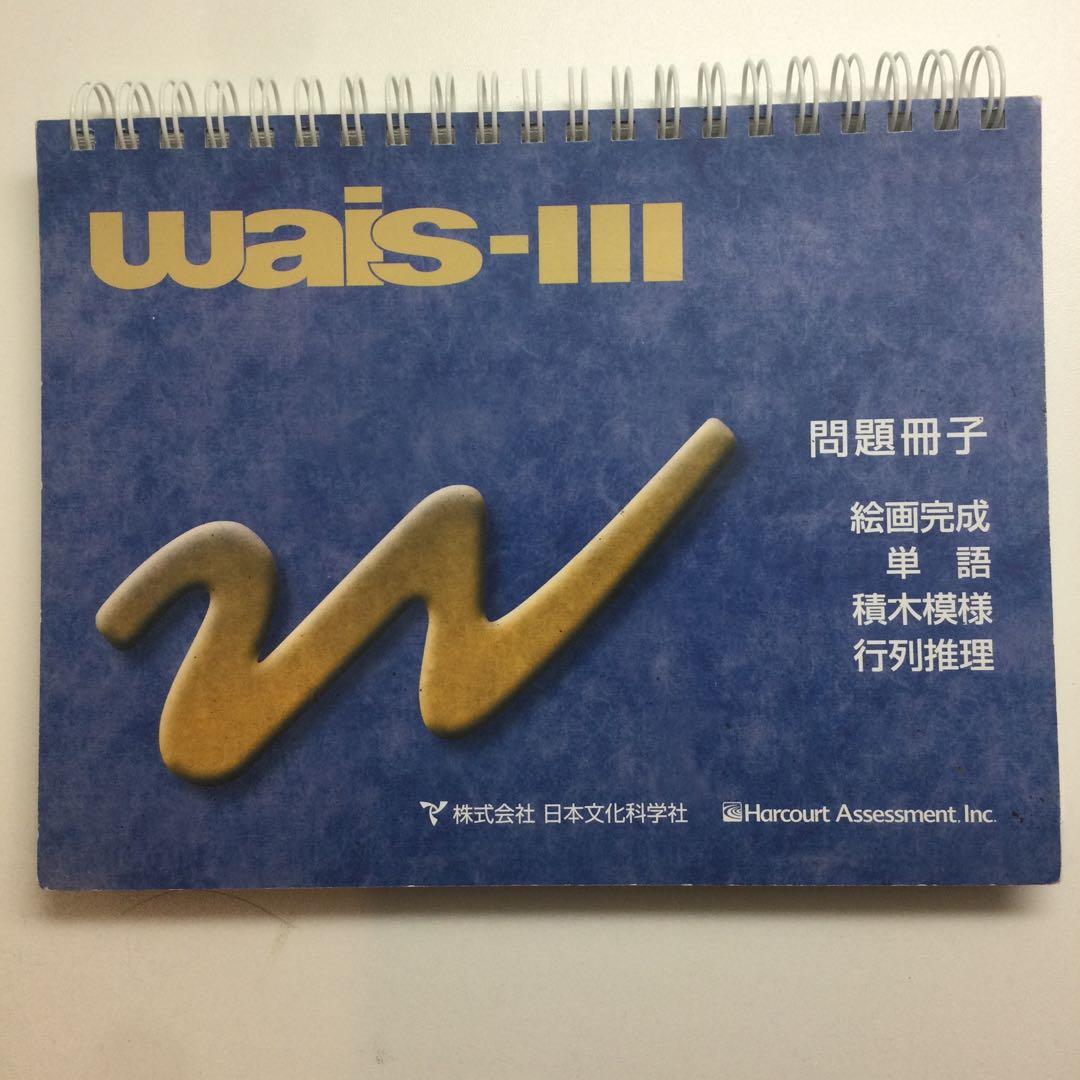 wais-III
問題冊子
絵画完成
単 語
積木模様
行列推理
株式会社 日本文化科学社 Harcourt Assessment, Inc.